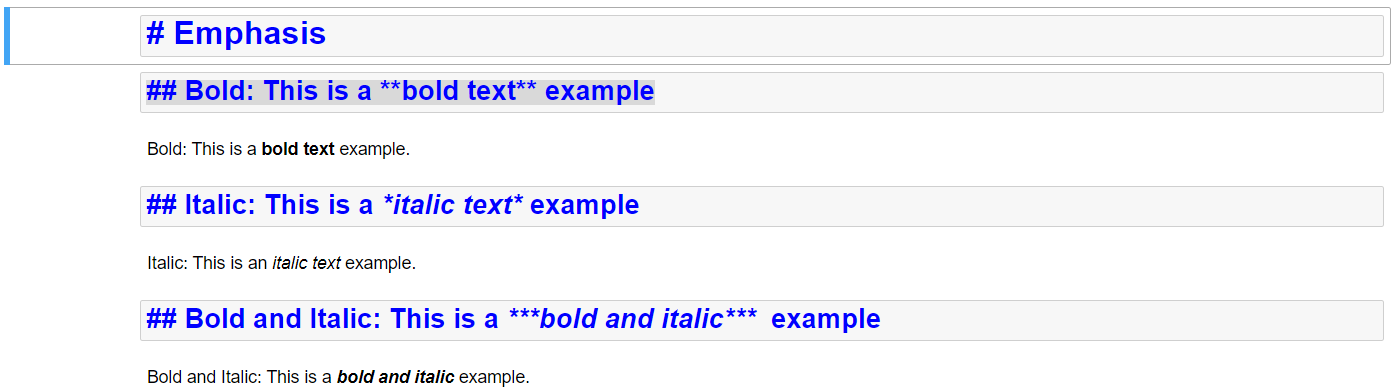 # Emphasis
## Bold: This is a **bold text** example
Bold: This is a bold text example.
## Italic: This is a *italic text* example
Italic: This is an italic text example.
## Bold and Italic: This is a ***bold and italic***  example
Bold and Italic: This is a bold and italic example.